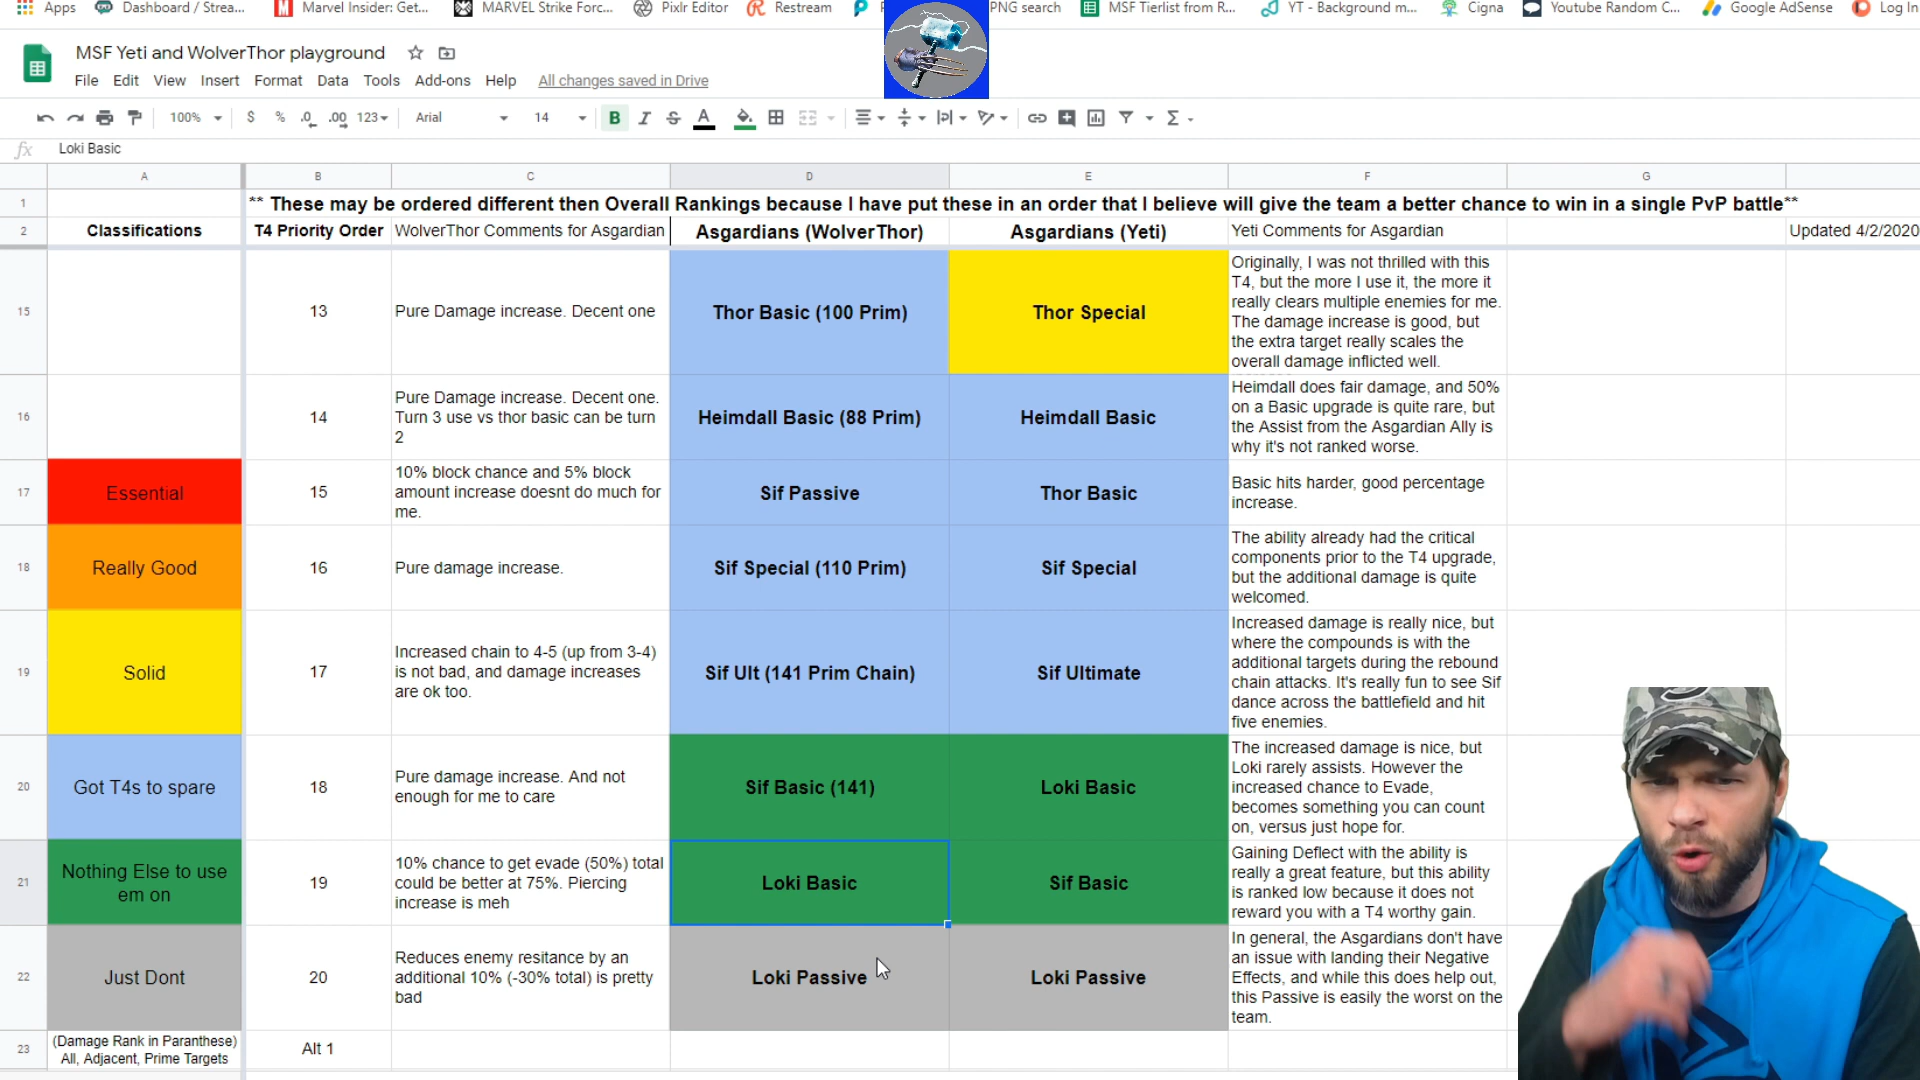 Apps
Dashboard / Strea...
Marvel Insider: Get...
MARVEL Strike Forc...
Pixlr Editor
Restream
PNG search
MSF Tierlist from R...
YT - Background m...
Cigna
Youtube Random C...
Google AdSense
Log In
MSF Yeti and WolverThor playground
File Edit View Insert Format Data Tools Add-ons Help All changes saved in Drive
100% $ % .0 .00 123 Arial 14 B I S A
fx Loki Basic
A B C D E F G
1 ** These may be ordered different then Overall Rankings because I have put these in an order that I believe will give the team a better chance to win in a single PvP battle**
2 Classifications T4 Priority Order WolverThor Comments for Asgardian Asgardians (WolverThor) Asgardians (Yeti) Yeti Comments for Asgardian Updated 4/2/2020
15
13
Pure Damage increase. Decent one
Thor Basic (100 Prim)
Thor Special
Originally, I was not thrilled with this
T4, but the more I use it, the more it
really clears multiple enemies for me.
The damage increase is good, but
the extra target really scales the
overall damage inflicted well.
16
14
Pure Damage increase. Decent one.
Turn 3 use vs thor basic can be turn
2
Heimdall Basic (88 Prim)
Heimdall Basic
Heimdall does fair damage, and 50%
on a Basic upgrade is quite rare, but
the Assist from the Asgardian Ally is
why it's not ranked worse.
17
Essential
15
10% block chance and 5% block
amount increase doesnt do much for
me.
Sif Passive
Thor Basic
Basic hits harder, good percentage
increase.
18
Really Good
16
Pure damage increase.
Sif Special (110 Prim)
Sif Special
The ability already had the critical
components prior to the T4 upgrade,
but the additional damage is quite
welcomed.
19
Solid
17
Increased chain to 4-5 (up from 3-4)
is not bad, and damage increases
are ok too.
Sif Ult (141 Prim Chain)
Sif Ultimate
Increased damage is really nice, but
where the compounds is with the
additional targets during the rebound
chain attacks. It's really fun to see Sif
dance across the battlefield and hit
five enemies.
20
Got T4s to spare
18
Pure damage increase. And not
enough for me to care
Sif Basic (141)
Loki Basic
The increased damage is nice, but
Loki rarely assists. However the
increased chance to Evade,
becomes something you can count
on, versus just hope for.
21
Nothing Else to use
em on
19
10% chance to get evade (50%) total
could be better at 75%. Piercing
increase is meh
Loki Basic
Sif Basic
Gaining Deflect with the ability is
really a great feature, but this ability
is ranked low because it does not
reward you with a T4 worthy gain.
22
Just Dont
20
Reduces enemy resitance by an
additional 10% (-30% total) is pretty
bad
Loki Passive
Loki Passive
In general, the Asgardians don't have
an issue with landing their Negative
Effects, and while this does help out,
this Passive is easily the worst on the
team.
23
(Damage Rank in Paranthese)
All, Adjacent, Prime Targets
Alt 1